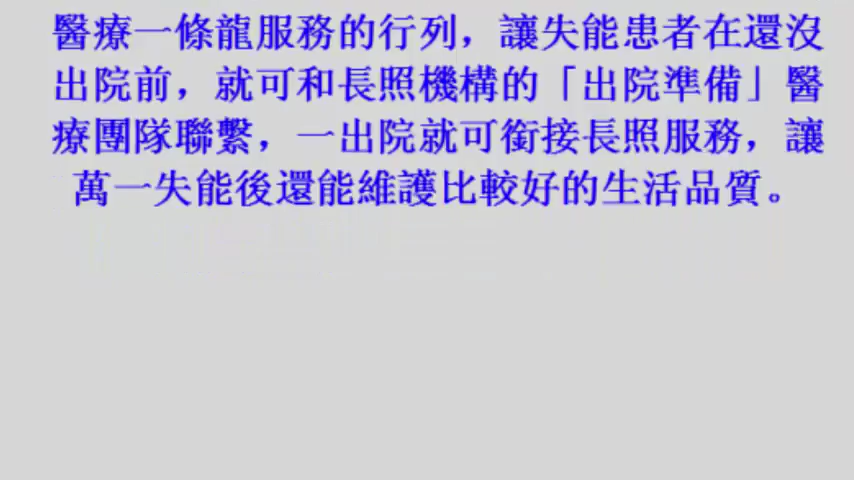 醫療一條龍服務的行列，讓失能患者在還沒
出院前，就可和長照機構的「出院準備」醫
療團隊聯繫，一出院就可銜接長照服務，讓
萬一失能後還能維護比較好的生活品質。